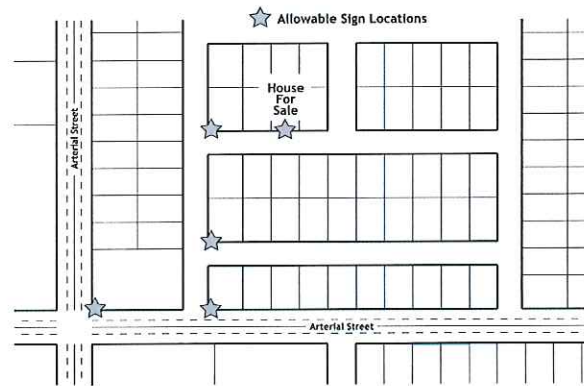 Allowable Sign Locations
House
For
Sale
Arterial Street
Arterial Street